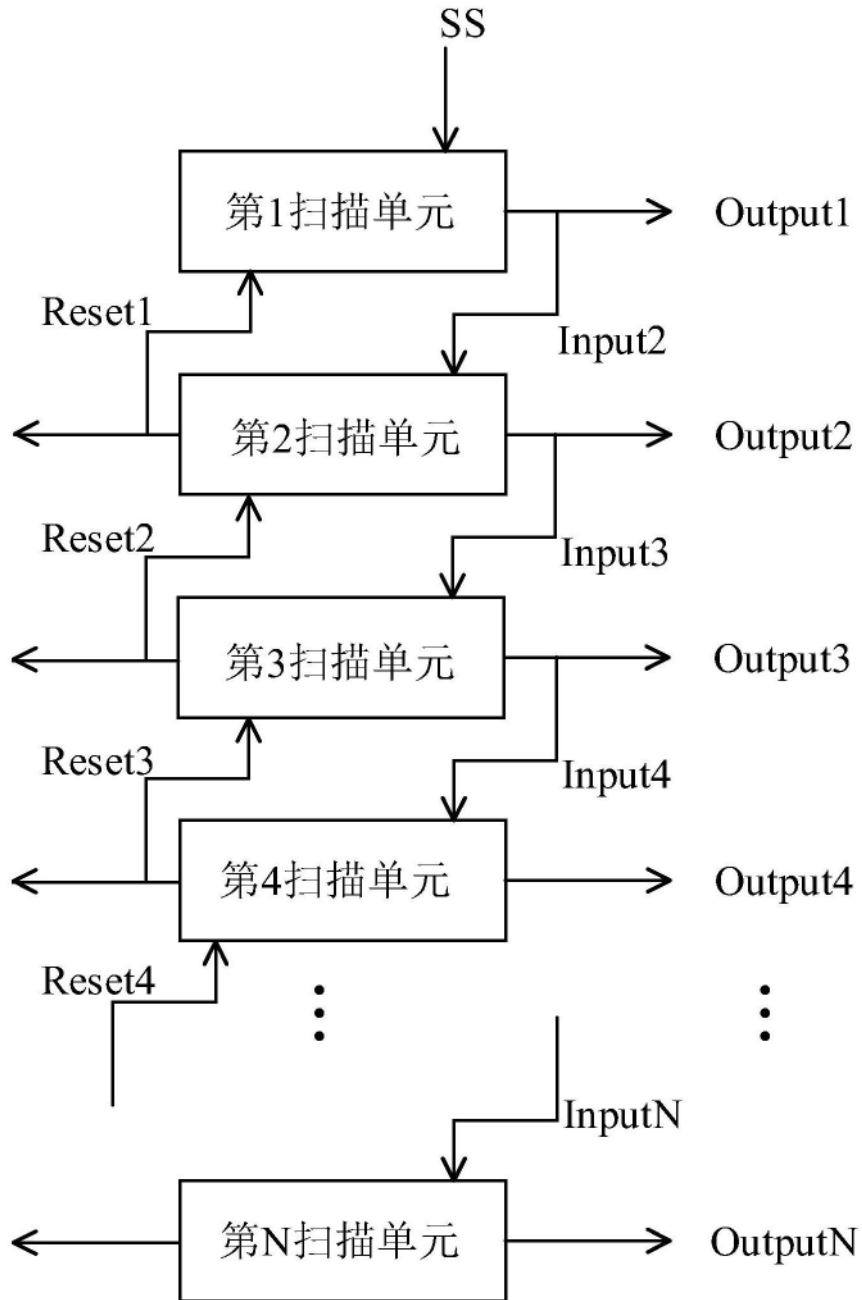 SS
第1扫描单元
Output1
Reset1
Input2
第2扫描单元
Output2
Reset2
Input3
第3扫描单元
Output3
Reset3
Input4
第4扫描单元
Output4
Reset4
InputN
第N扫描单元
OutputN